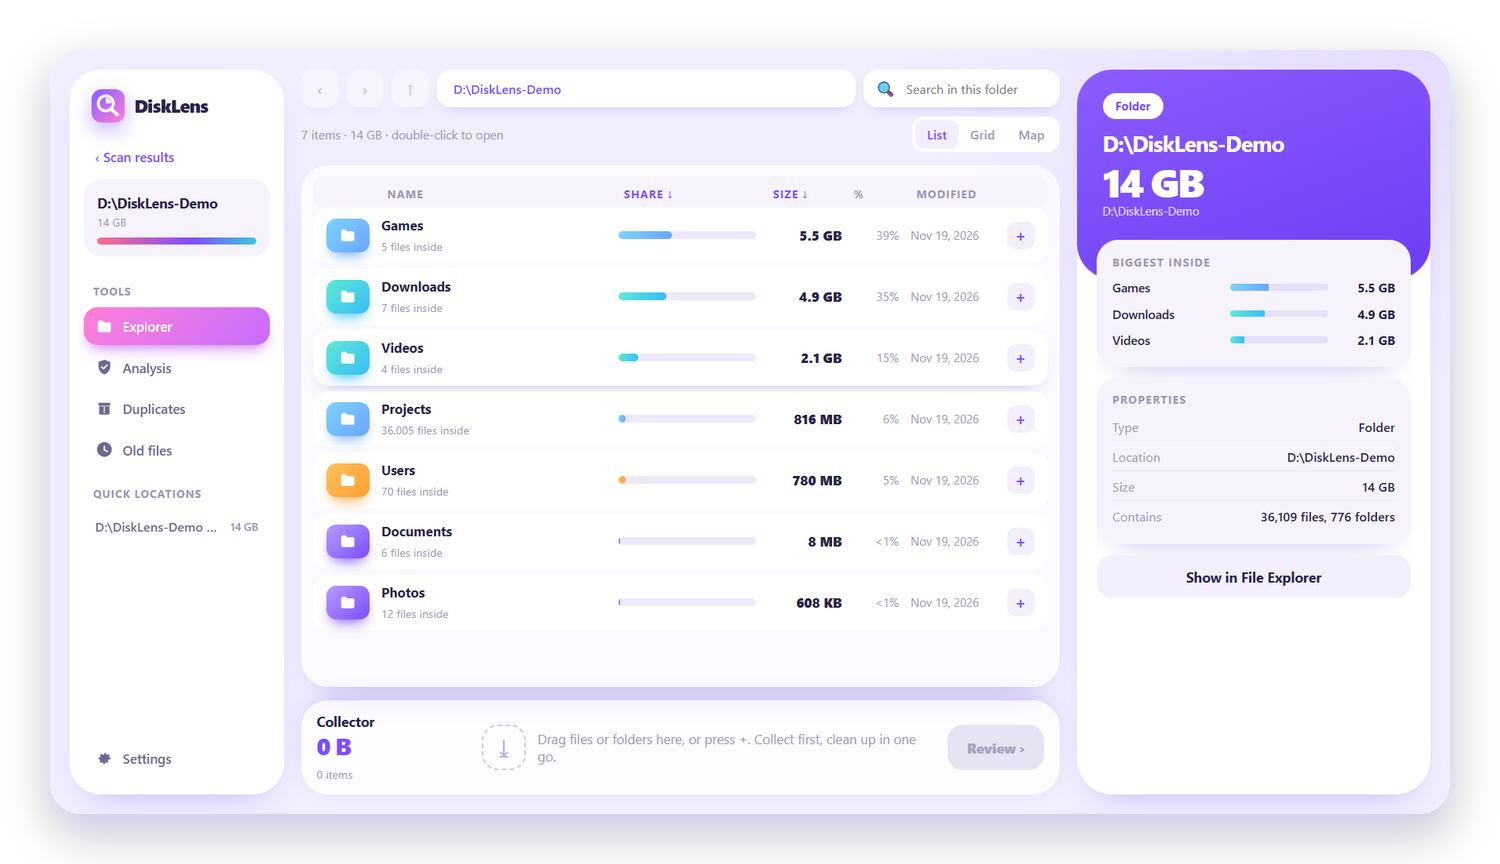 DiskLens
‹ Scan results
D:\DiskLens-Demo
14 GB
TOOLS
Explorer
Analysis
Duplicates
Old files
QUICK LOCATIONS
D:\DiskLens-Demo ... 14 GB
Settings
‹ › ↑ D:\DiskLens-Demo Search in this folder
7 items · 14 GB · double-click to open
List Grid Map
NAME SHARE ↓ SIZE ↓ % MODIFIED
Games
5 files inside
5.5 GB 39% Nov 19, 2026 +
Downloads
7 files inside
4.9 GB 35% Nov 19, 2026 +
Videos
4 files inside
2.1 GB 15% Nov 19, 2026 +
Projects
36,005 files inside
816 MB 6% Nov 19, 2026 +
Users
70 files inside
780 MB 5% Nov 19, 2026 +
Documents
6 files inside
8 MB <1% Nov 19, 2026 +
Photos
12 files inside
608 KB <1% Nov 19, 2026 +
Collector
0 B
0 items
Drag files or folders here, or press +. Collect first, clean up in one
go.
Review ›
Folder
D:\DiskLens-Demo
14 GB
D:\DiskLens-Demo
BIGGEST INSIDE
Games 5.5 GB
Downloads 4.9 GB
Videos 2.1 GB
PROPERTIES
Type Folder
Location D:\DiskLens-Demo
Size 14 GB
Contains 36,109 files, 776 folders
Show in File Explorer